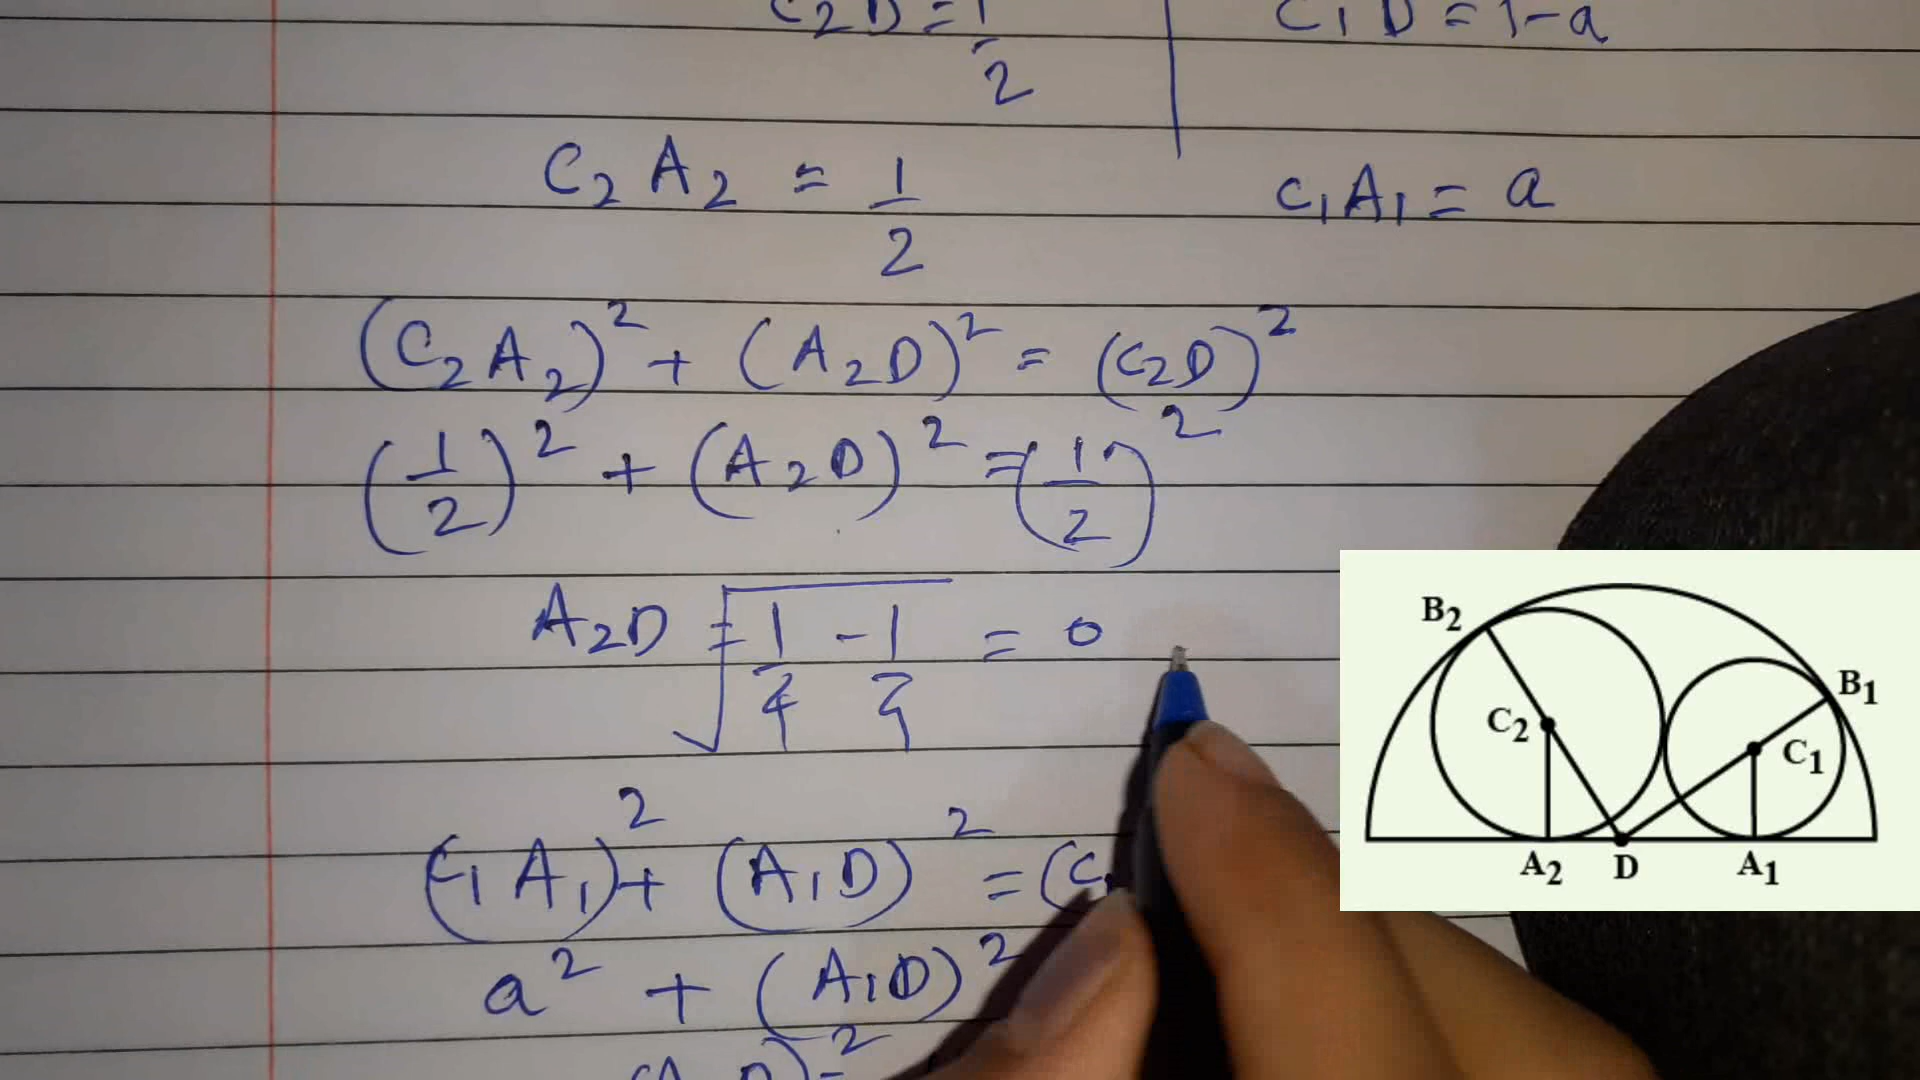 C₂D = 1/2 C₁D = 1-a
C₂A₂ = 1/2 C₁A₁ = a
(C₂A₂)² + (A₂D)² = (C₂D)²
(1/2)² + (A₂D)² = (1/2)²
A₂D = √(1/4 - 1/4) = 0
(C₁A₁)² + (A₁D)² = (C
a² + (A₁D)²
B₂
B₁
C₂
C₁
A₂ D A₁